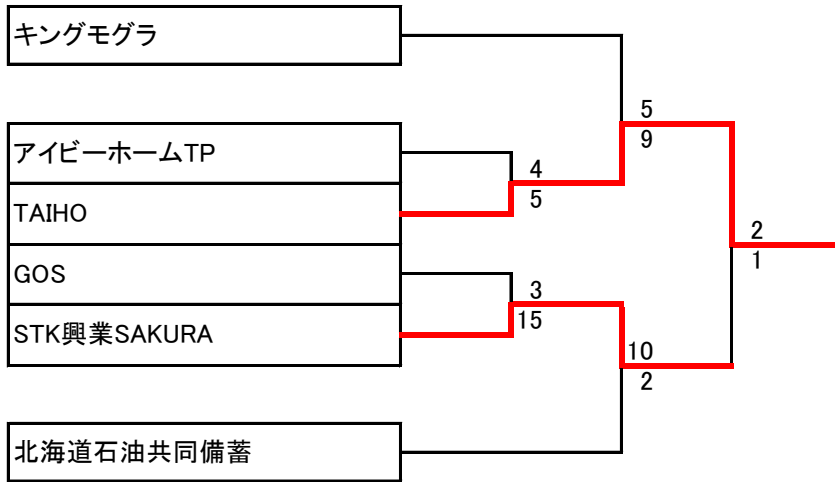 キングモグラ
5
9
アイビーホームTP
4
5
TAIHO
2
1
GOS
3
15
STK興業SAKURA
10
2
北海道石油共同備蓄